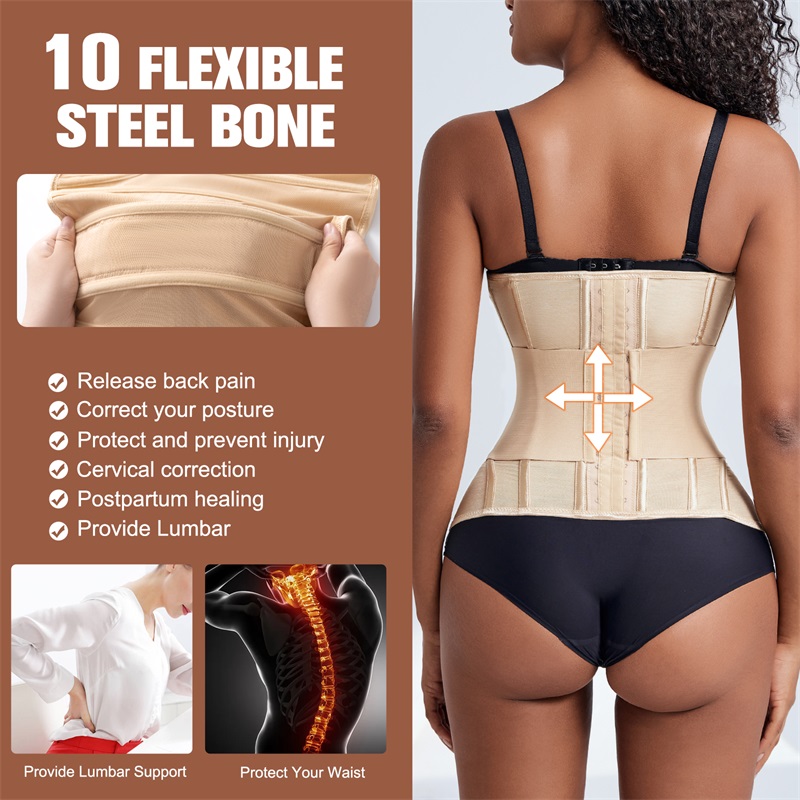 10 FLEXIBLE
STEEL BONE
Release back pain
Correct your posture
Protect and prevent injury
Cervical correction
Postpartum healing
Provide Lumbar
Provide Lumbar Support
Protect Your Waist